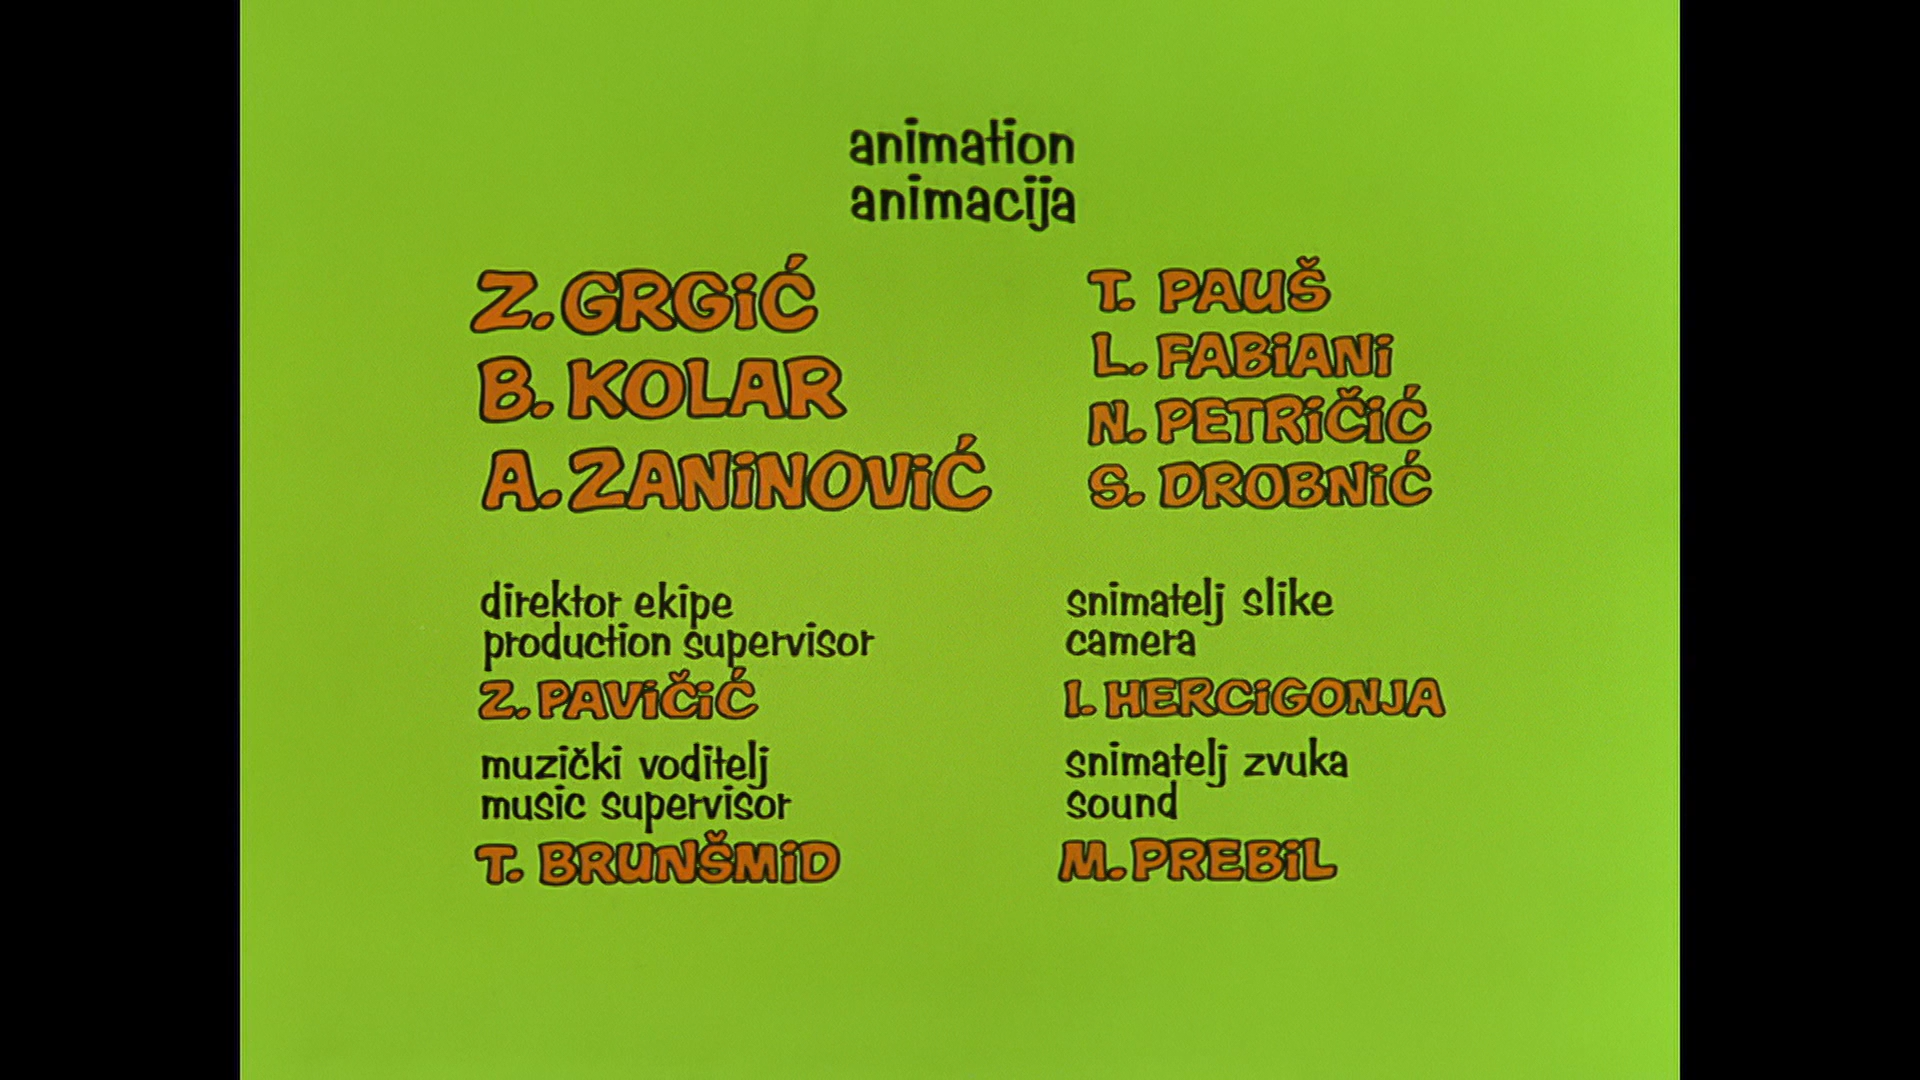 animation
animacija
Z. GRGiĆ
B. KOLAR
A. ZANiNOViĆ
T. PAUŠ
L. FABiANi
N. PETRiČiĆ
S. DROBNiĆ
direktor ekipe
production supervisor
Z. PAViČiĆ
muzički voditelj
music supervisor
T. BRUNŠMiD
snimatelj slike
camera
I. HERCiGONJA
snimatelj zvuka
sound
M. PREBiL